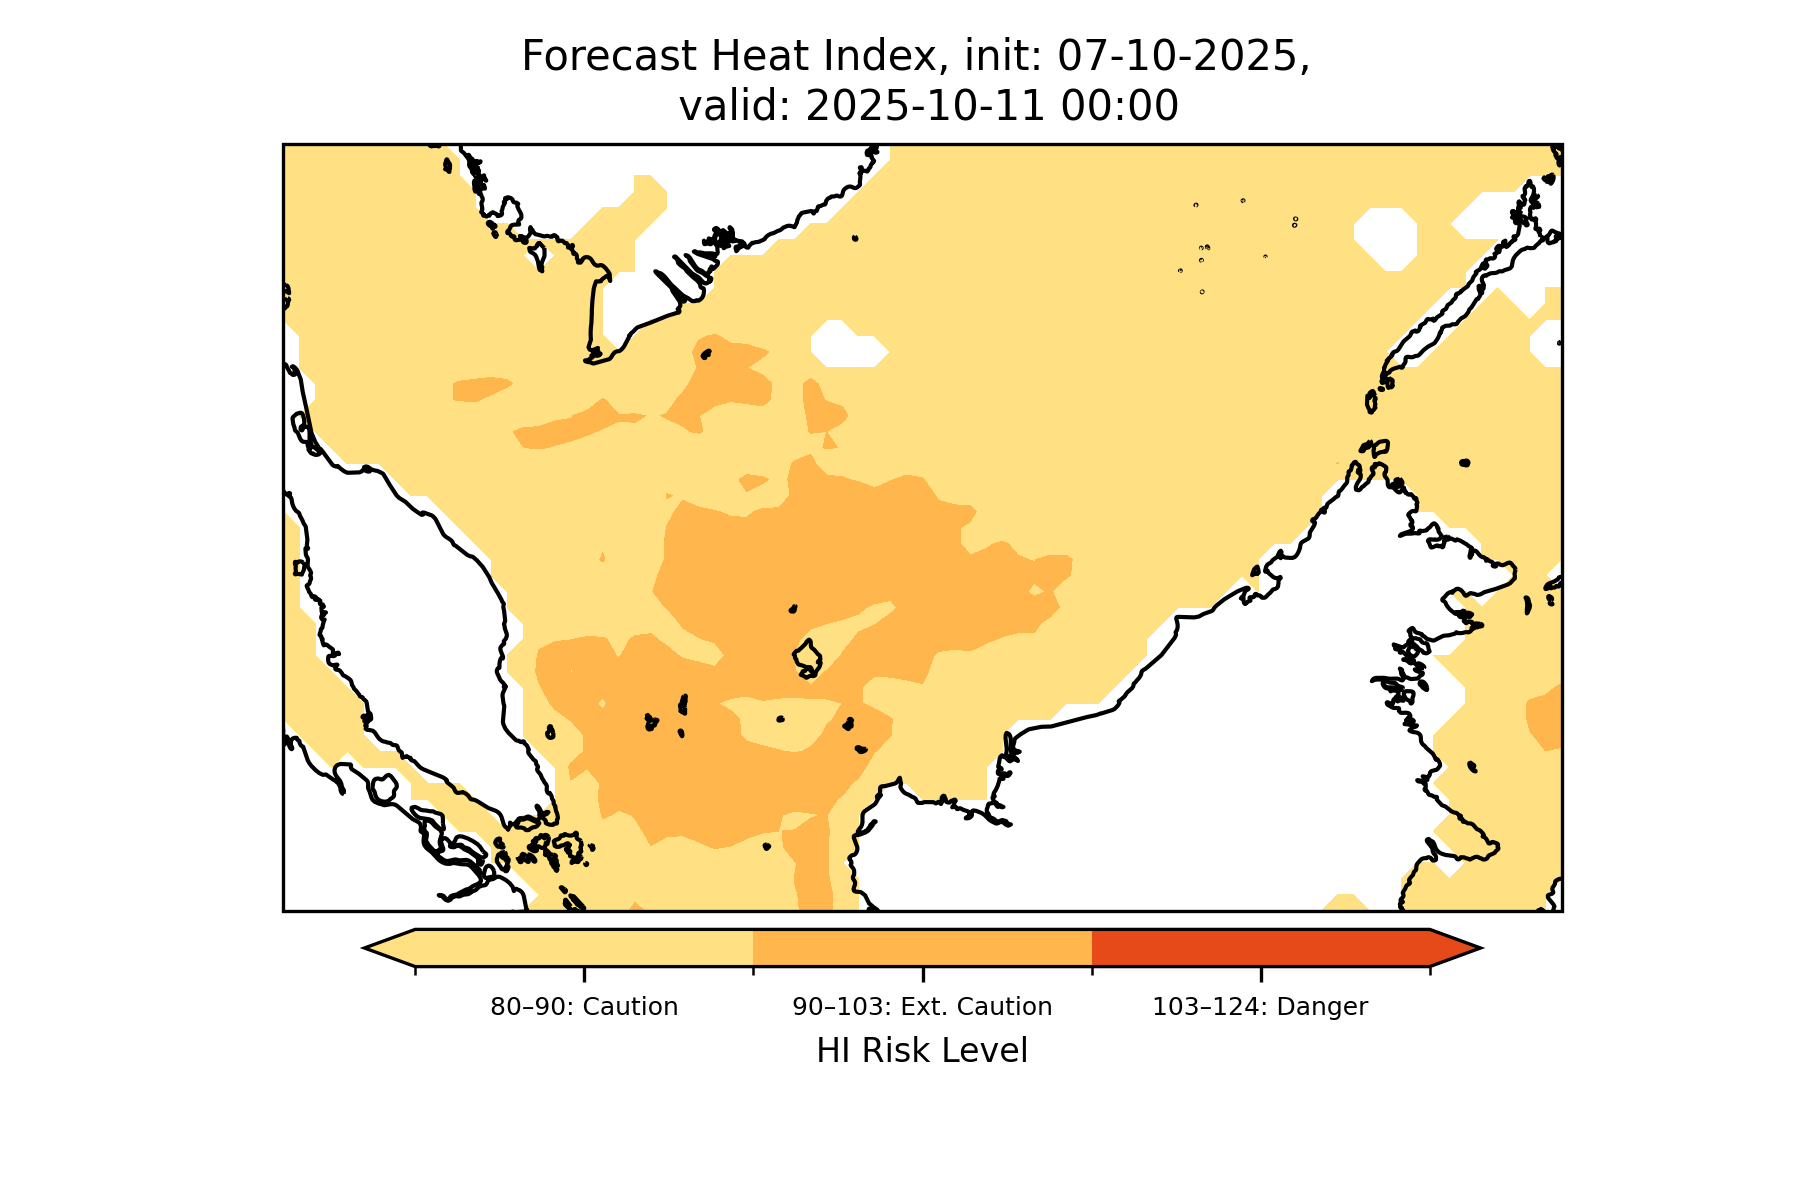 Forecast Heat Index, init: 07-10-2025,
valid: 2025-10-11 00:00
80–90: Caution
90–103: Ext. Caution
103–124: Danger
HI Risk Level